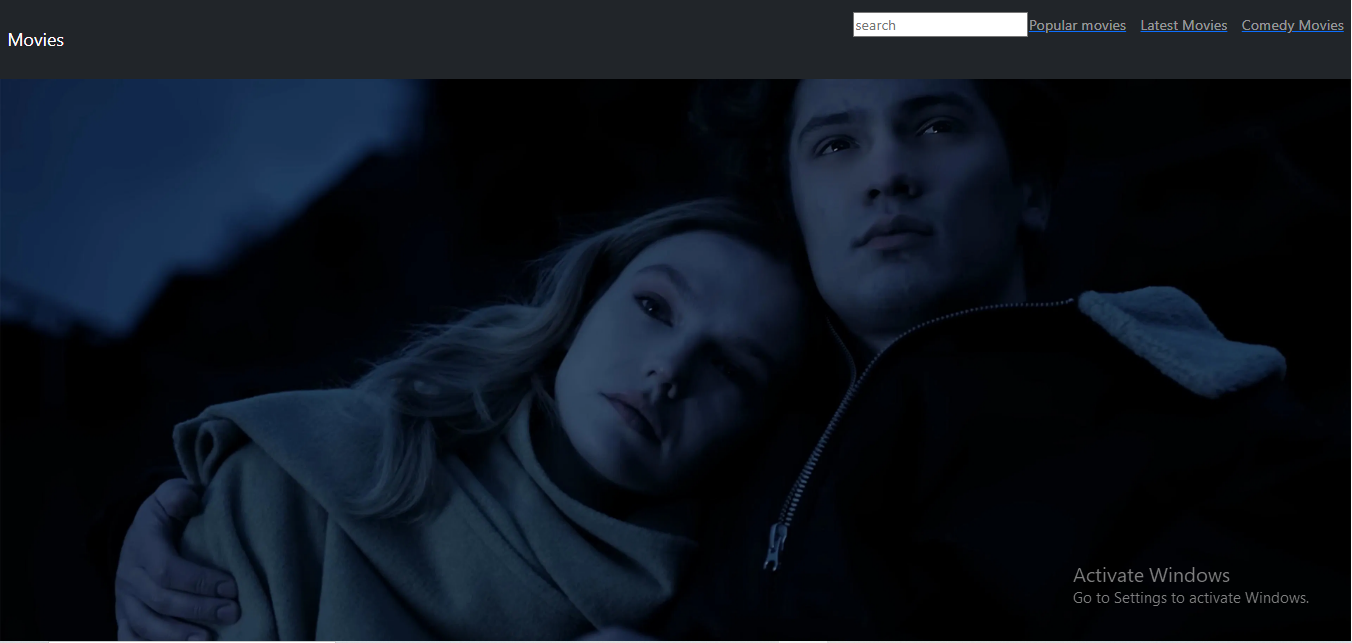 Movies
search
Popular movies Latest Movies Comedy Movies
Activate Windows
Go to Settings to activate Windows.